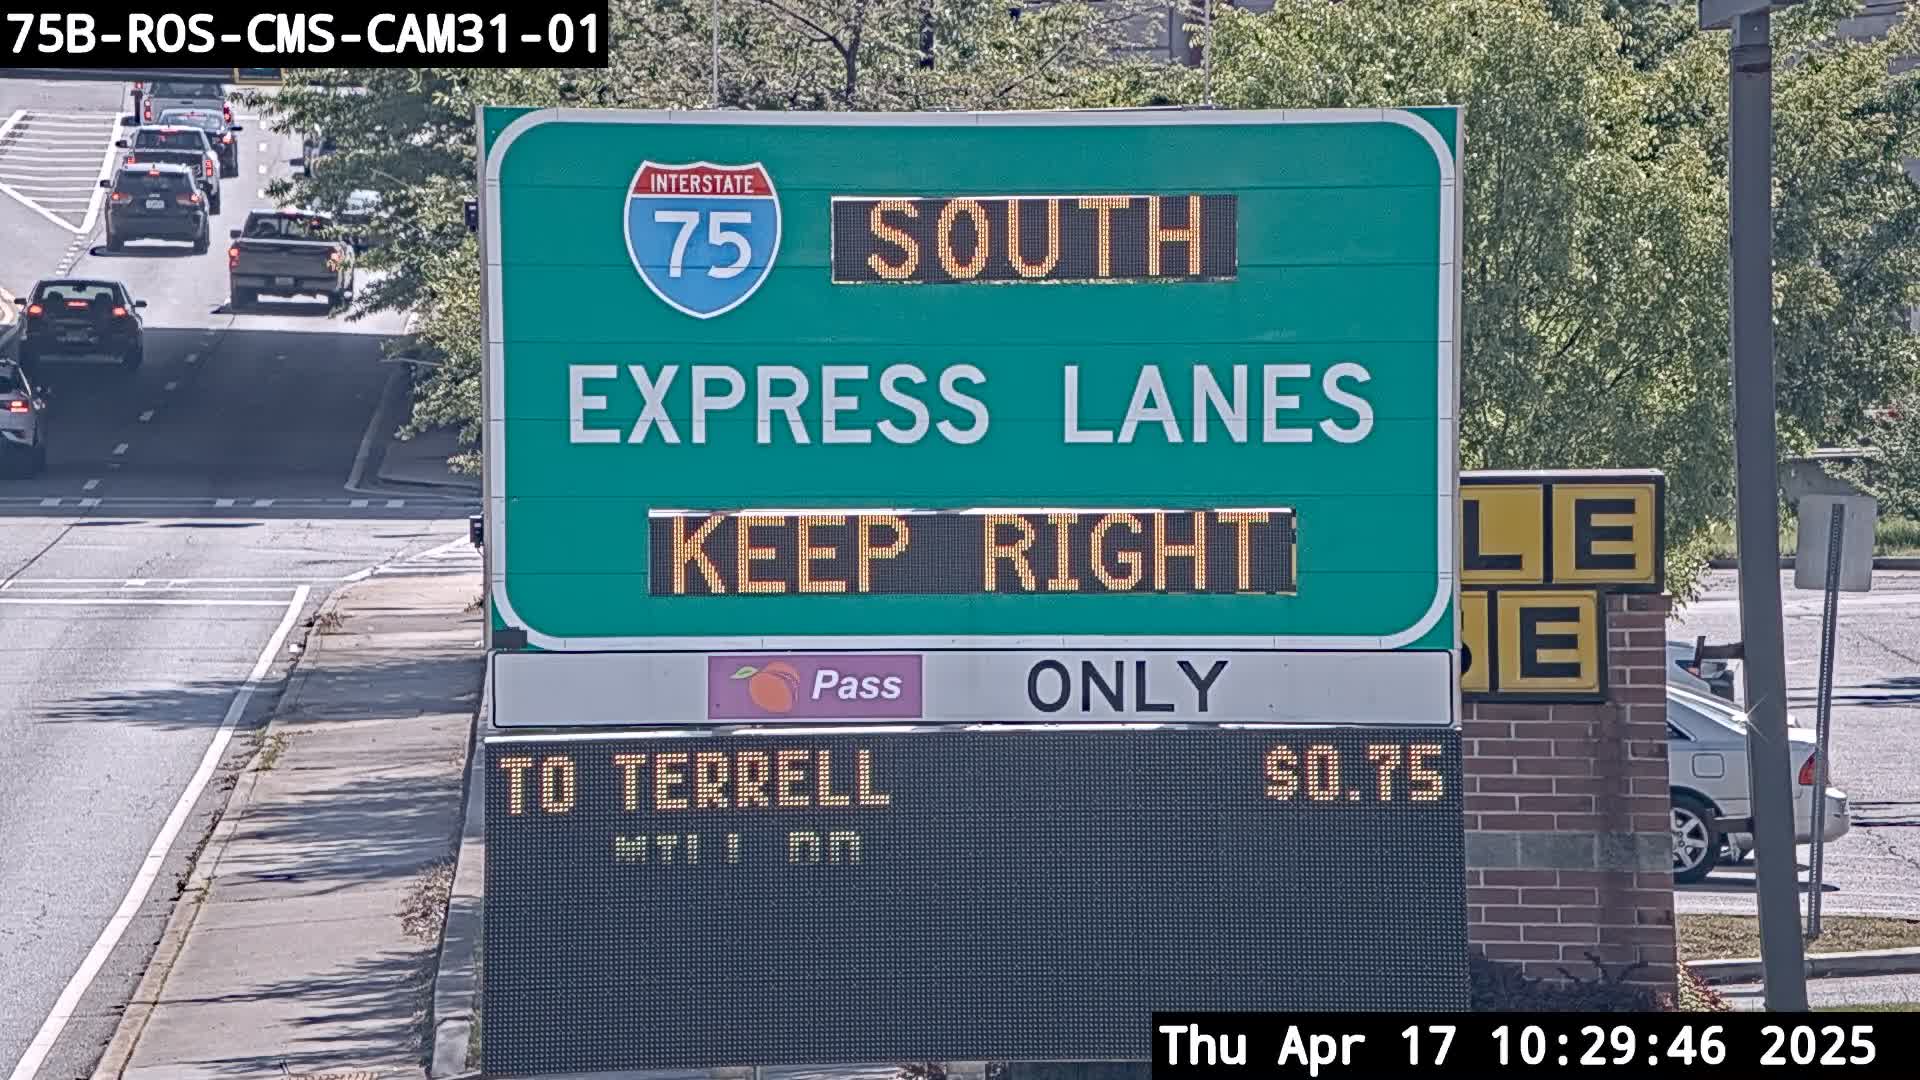 75B-ROS-CMS-CAM31-01
INTERSTATE
75
SOUTH
EXPRESS LANES
KEEP RIGHT
LE
E
Pass
ONLY
TO TERRELL $0.75
Thu Apr 17 10:29:46 2025